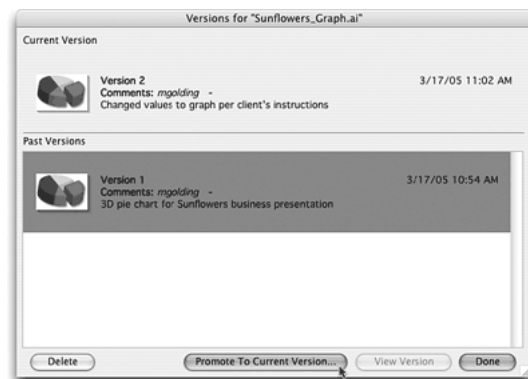 Versions for "Sunflowers_Graph.ai"
Current Version
Version 2 3/17/05 11:02 AM
Comments: mgolding -
Changed values to graph per client's instructions
Past Versions
Version 1 3/17/05 10:54 AM
Comments: mgolding -
3D pie chart for Sunflowers business presentation
Delete Promote To Current Version... View Version Done